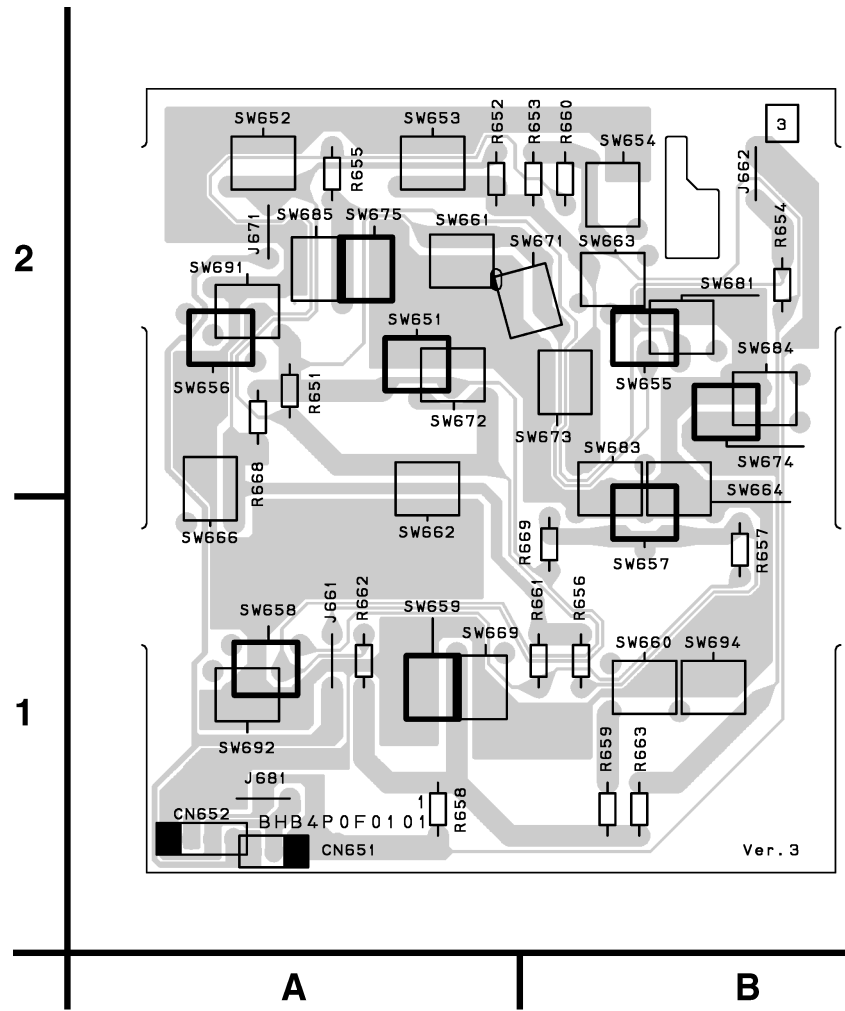 3
SW652
SW653
R652
R653
R660
SW654
R655
J662
J671
SW685
SW675
SW661
SW671
SW663
R654
SW691
SW681
2
SW651
SW684
SW656
R651
SW672
SW655
SW673
SW683
SW674
R668
SW664
SW666
SW662
R669
SW657
R657
SW658
J661
R662
SW659
SW669
R661
R656
SW660
SW694
1
SW692
R659
R663
J681
1
R658
CN652
BHB4P0F0101
CN651
Ver.3
A
B